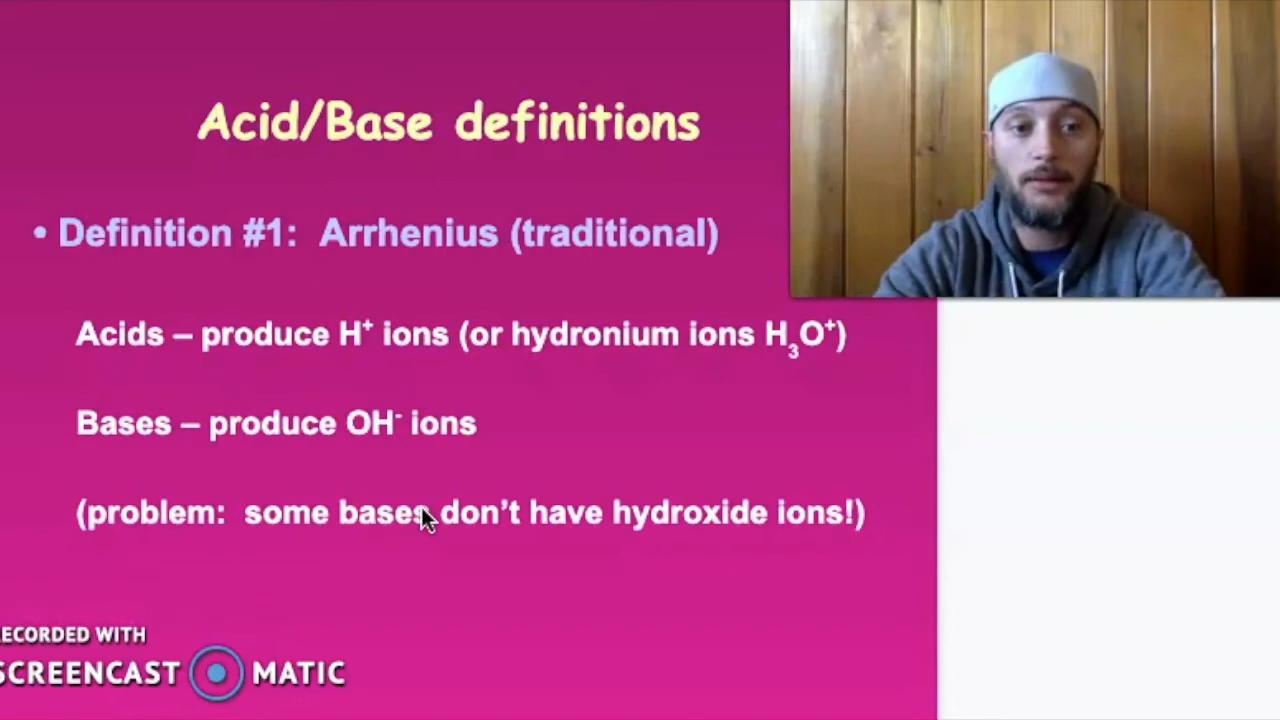 Acid/Base definitions
• Definition #1: Arrhenius (traditional)
Acids – produce H⁺ ions (or hydronium ions H₃O⁺)
Bases – produce OH⁻ ions
(problem: some bases don’t have hydroxide ions!)
ECORDED WITH
SCREENCAST MATIC